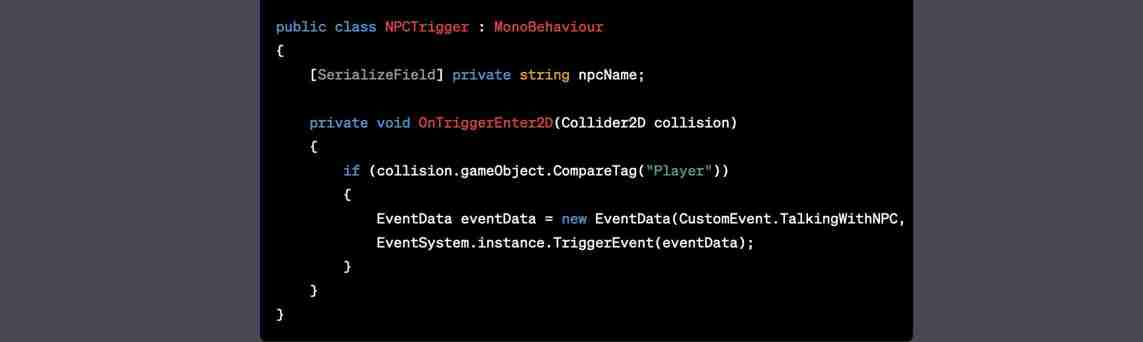 public class NPCTrigger : MonoBehaviour
{
    [SerializeField] private string npcName;
    private void OnTriggerEnter2D(Collider2D collision)
    {
        if (collision.gameObject.CompareTag("Player"))
        {
            EventData eventData = new EventData(CustomEvent.TalkingWithNPC,
            EventSystem.instance.TriggerEvent(eventData);
        }
    }
}